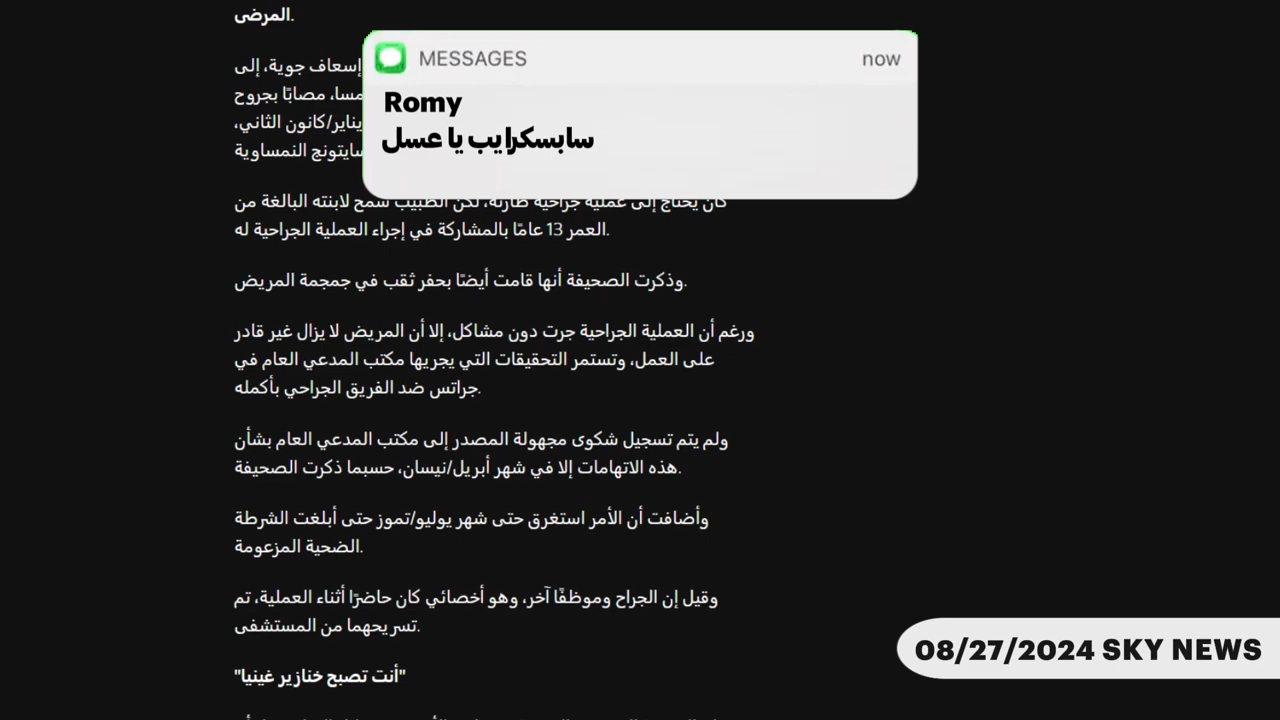 المرضى.
MESSAGES
now
Romy
سابسكرايب يا عسل
إسعاف جوية، إلى
مصابًا بجروح
يناير/كانون الثاني،
سايتونج النمساوية
كان يحتاج إلى عملية جراحية طارئة، لكن الطبيب سمح لابنته البالغة من
العمر 13 عامًا بالمشاركة في إجراء العملية الجراحية له.
وذكرت الصحيفة أنها قامت أيضًا بحفر ثقب في جمجمة المريض.
ورغم أن العملية الجراحية جرت دون مشاكل، إلا أن المريض لا يزال غير قادر
على العمل، وتستمر التحقيقات التي يجريها مكتب المدعي العام في
جراتس ضد الفريق الجراحي بأكمله.
ولم يتم تسجيل شكوى مجهولة المصدر إلى مكتب المدعي العام بشأن
هذه الاتهامات إلا في شهر أبريل/نيسان، حسبما ذكرت الصحيفة.
وأضافت أن الأمر استغرق حتى شهر يوليو/تموز حتى أبلغت الشرطة
الضحية المزعومة.
وقيل إن الجراح وموظفًا آخر، وهو أخصائي كان حاضرًا أثناء العملية، تم
تسريحهما من المستشفى.
08/27/2024 SKY NEWS
"أنت تصبح خنازير غينيا"